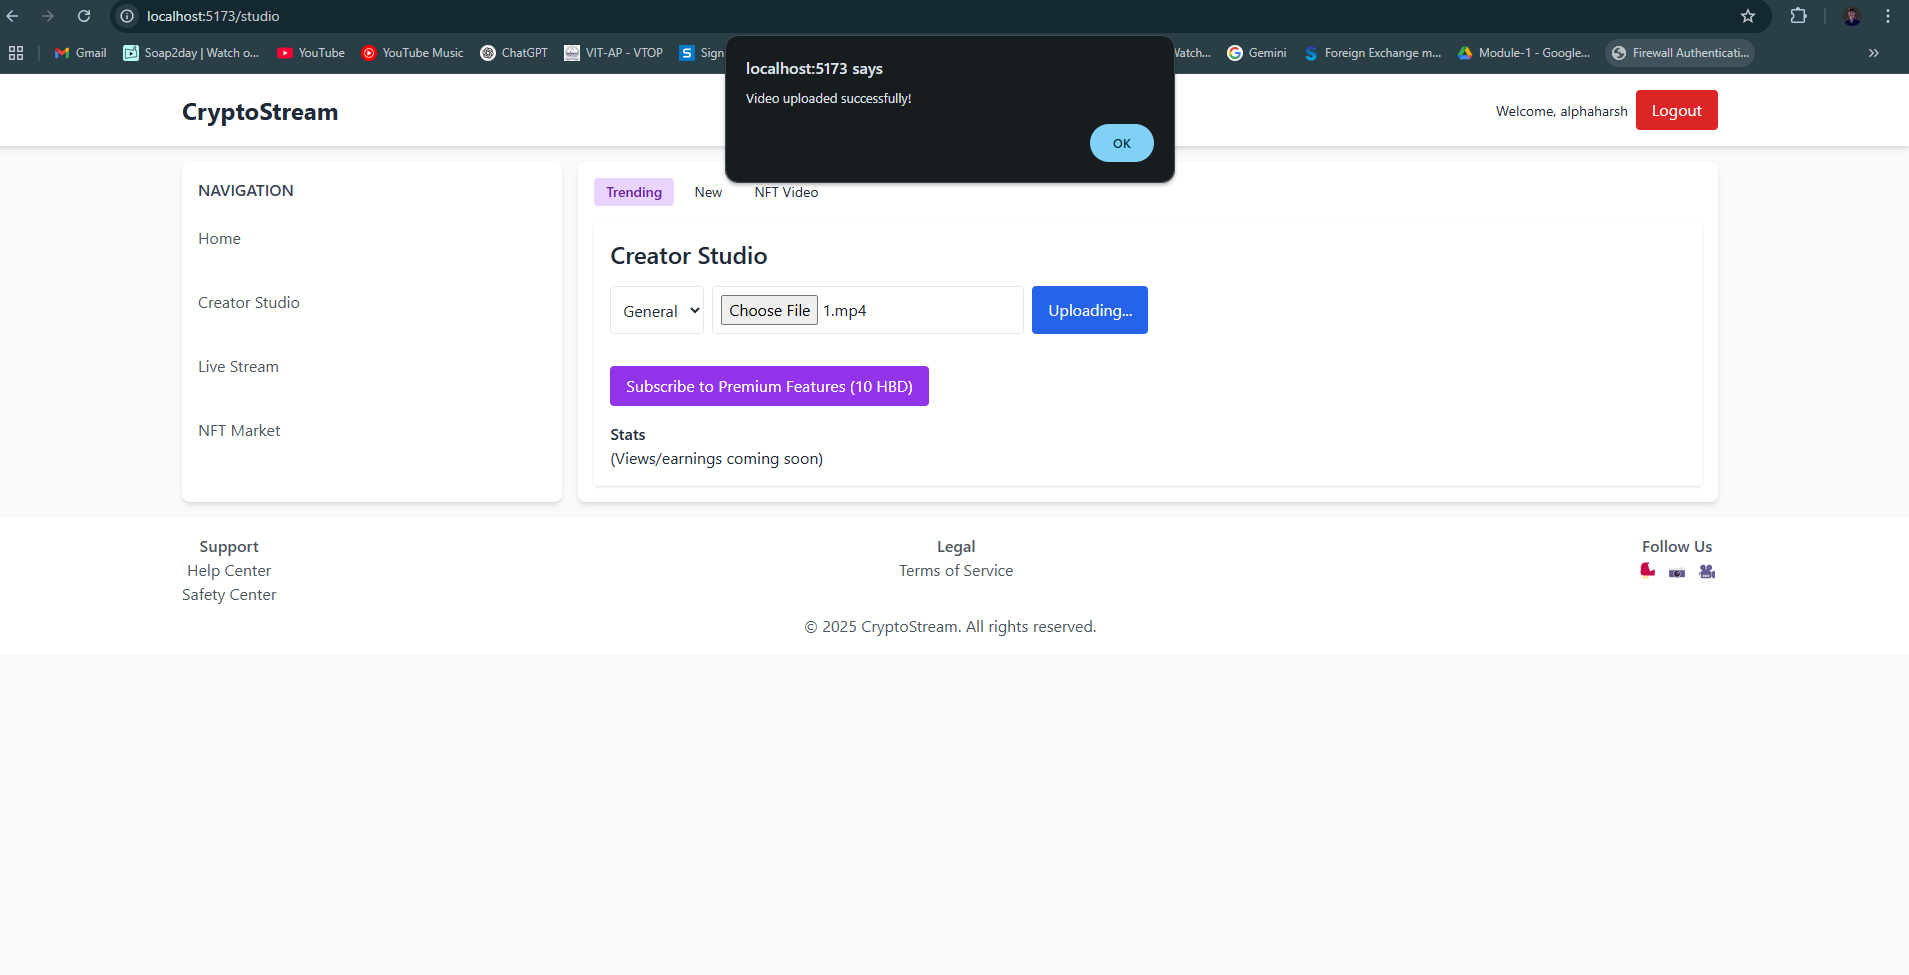 localhost:5173/studio
Gmail
Soap2day | Watch o...
YouTube
YouTube Music
ChatGPT
VIT-AP - VTOP
Sign
Gemini
Foreign Exchange m...
Module-1 - Google...
Firewall Authenticati...
localhost:5173 says
Video uploaded successfully!
OK
CryptoStream
Welcome, alphaharsh
Logout
NAVIGATION
Home
Creator Studio
Live Stream
NFT Market
Trending New NFT Video
Creator Studio
General
Choose File 1.mp4
Uploading...
Subscribe to Premium Features (10 HBD)
Stats
(Views/earnings coming soon)
Support
Help Center
Safety Center
Legal
Terms of Service
Follow Us
© 2025 CryptoStream. All rights reserved.